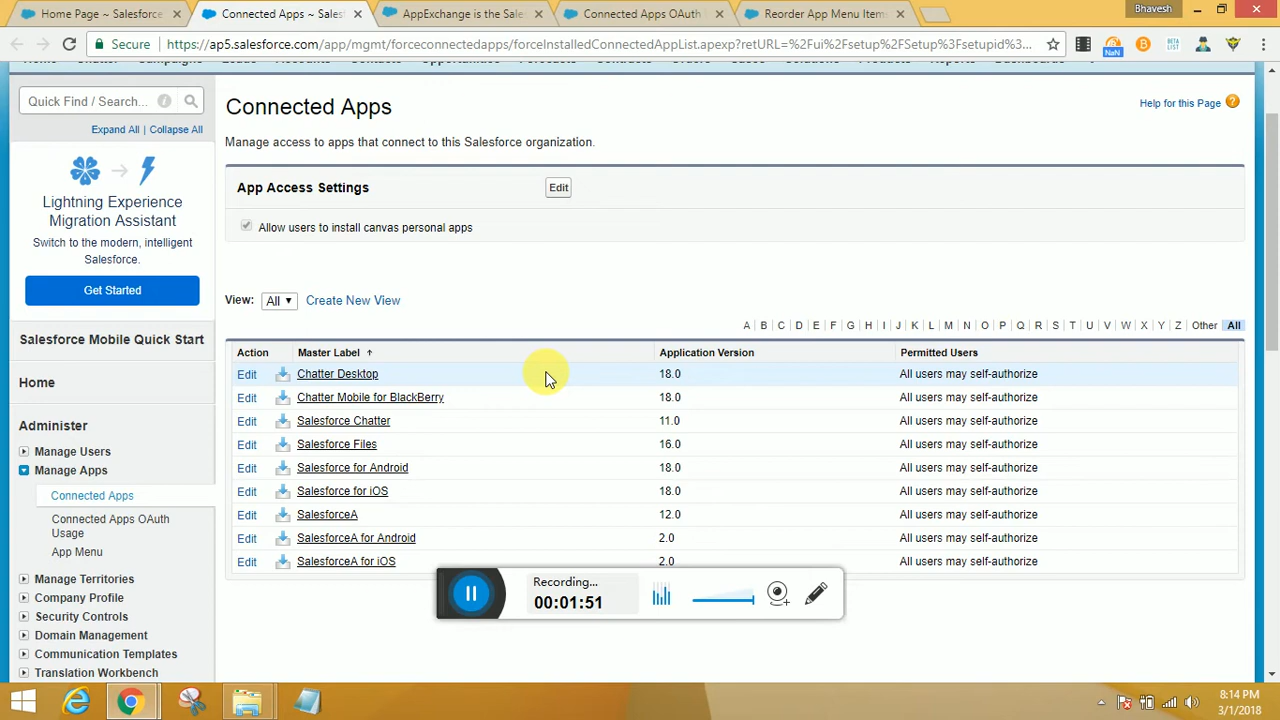 Home Page ~ Salesforce
Connected Apps ~ Sales
AppExchange is the Sale
Connected Apps OAuth
Reorder App Menu Items
Bhavesh
Secure
https://ap5.salesforce.com/app/mgmt/forceconnectedapps/forceInstalledConnectedAppList.apexp?retURL=%2Fui%2Fsetup%2FSetup%3Fsetupid%3...
NaN
BETA LIST
Quick Find / Search...
Expand All | Collapse All
Lightning Experience
Migration Assistant
Switch to the modern, intelligent
Salesforce.
Get Started
Salesforce Mobile Quick Start
Home
Administer
Manage Users
Manage Apps
Connected Apps
Connected Apps OAuth
Usage
App Menu
Manage Territories
Company Profile
Security Controls
Domain Management
Communication Templates
Translation Workbench
Connected Apps
Help for this Page
Manage access to apps that connect to this Salesforce organization.
App Access Settings
Edit
Allow users to install canvas personal apps
View: All Create New View
A B C D E F G H I J K L M N O P Q R S T U V W X Y Z Other All
Action Master Label Application Version Permitted Users
Edit Chatter Desktop 18.0 All users may self-authorize
Edit Chatter Mobile for BlackBerry 18.0 All users may self-authorize
Edit Salesforce Chatter 11.0 All users may self-authorize
Edit Salesforce Files 16.0 All users may self-authorize
Edit Salesforce for Android 18.0 All users may self-authorize
Edit Salesforce for iOS 18.0 All users may self-authorize
Edit SalesforceA 12.0 All users may self-authorize
Edit SalesforceA for Android 2.0 All users may self-authorize
Edit SalesforceA for iOS 2.0 All users may self-authorize
Recording...
00:01:51
8:14 PM
3/1/2018